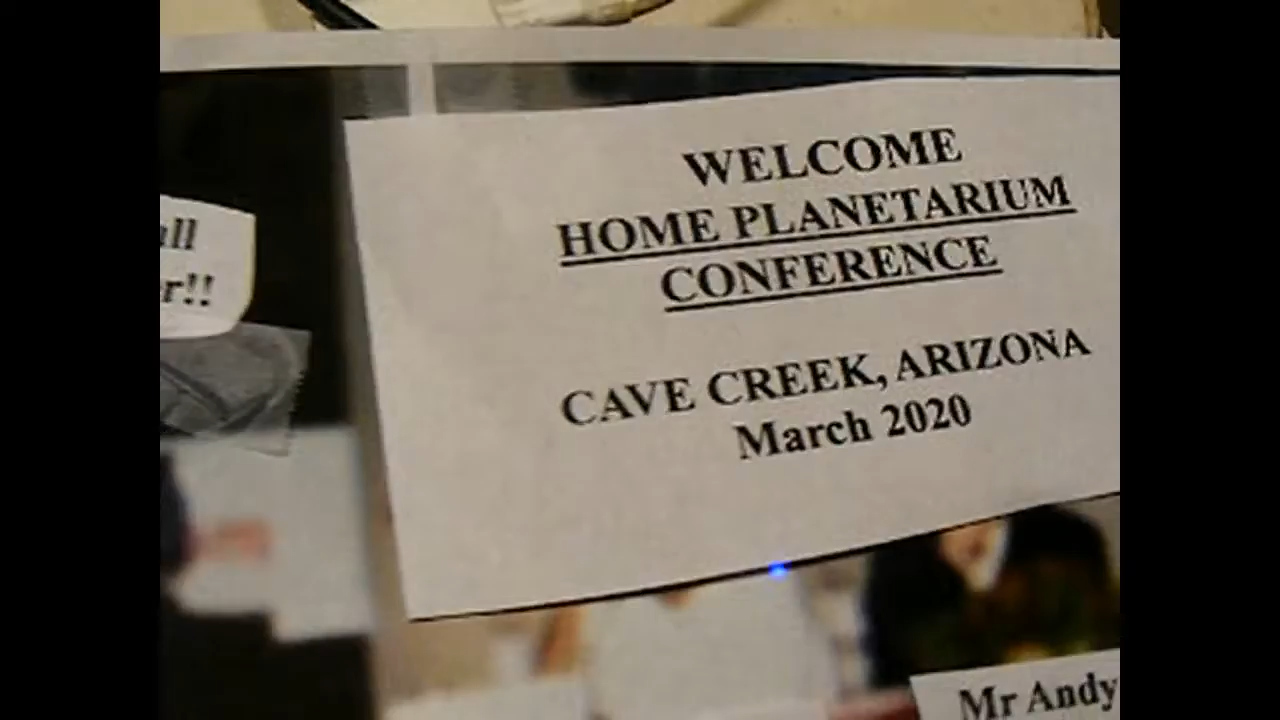 WELCOME
HOME PLANETARIUM
CONFERENCE
CAVE CREEK, ARIZONA
March 2020
Mr Andy